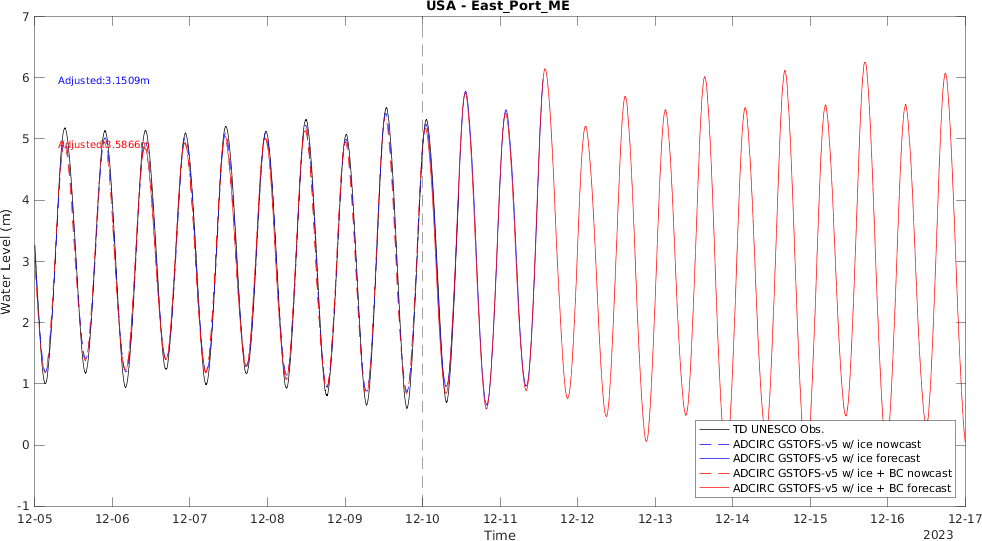 USA - East_Port_ME
7
6
5
4
3
2
1
0
-1
Water Level (m)
Adjusted:3.1509m
Adjusted:3.5866m
TD UNESCO Obs.
ADCIRC GSTOFS-v5 w/ ice nowcast
ADCIRC GSTOFS-v5 w/ ice forecast
ADCIRC GSTOFS-v5 w/ ice + BC nowcast
ADCIRC GSTOFS-v5 w/ ice + BC forecast
12-05 12-06 12-07 12-08 12-09 12-10 12-11 12-12 12-13 12-14 12-15 12-16 12-17
Time
2023